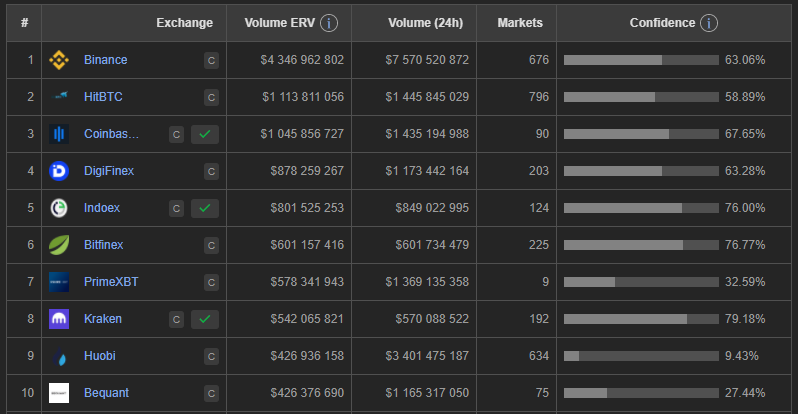 # Exchange Volume ERV i Volume (24h) Markets Confidence i
1 Binance C $4 346 962 802 $7 570 520 872 676 63.06%
2 HitBTC C $1 113 811 056 $1 445 845 029 796 58.89%
3 Coinbas... C $1 045 856 727 $1 435 194 988 90 67.65%
4 DigiFinex C $878 259 267 $1 173 442 164 203 63.28%
5 Indoex C $801 525 253 $849 022 995 124 76.00%
6 Bitfinex C $601 157 416 $601 734 479 225 76.77%
7 PrimeXBT C $578 341 943 $1 369 135 358 9 32.59%
8 Kraken C $542 065 821 $570 088 522 192 79.18%
9 Huobi C $426 936 158 $3 401 475 187 634 9.43%
10 Bequant C $426 376 690 $1 165 317 050 75 27.44%